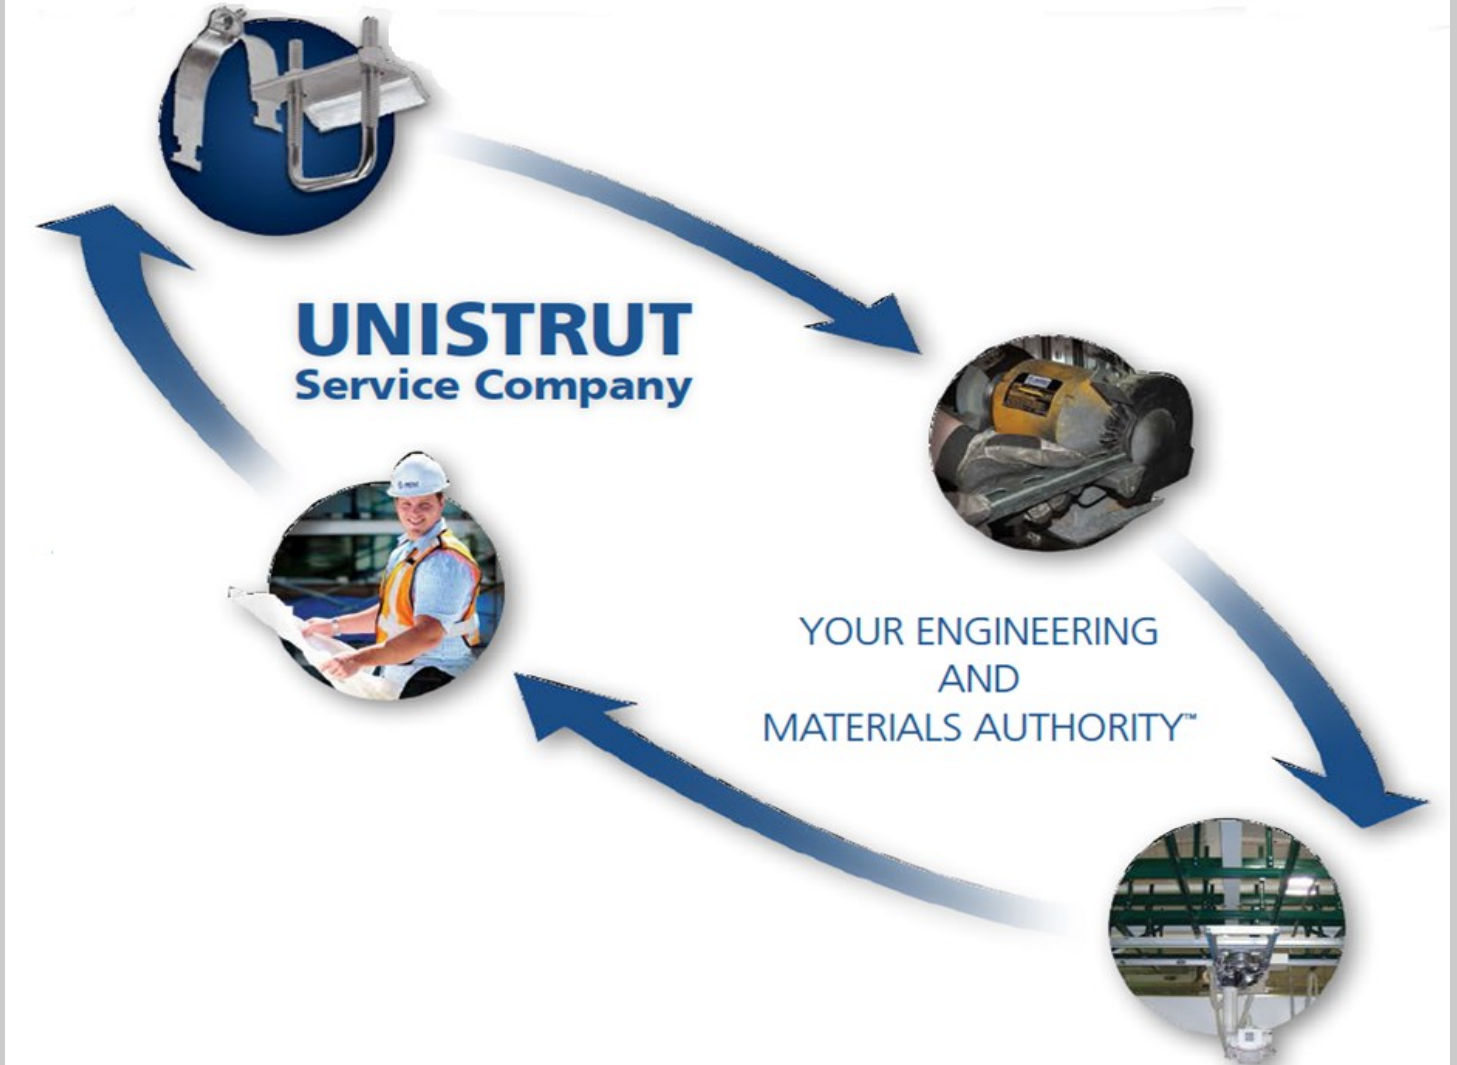 UNISTRUT
Service Company
YOUR ENGINEERING
AND
MATERIALS AUTHORITY™